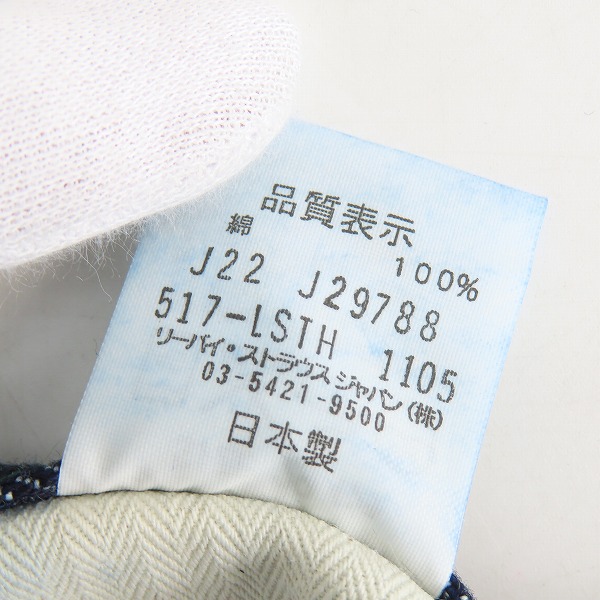 品質表示
綿 100%
J22 J29788
517-LSTH 1105
リーバイ・ストラウス ジャパン(株)
03-5421-9500
日本製